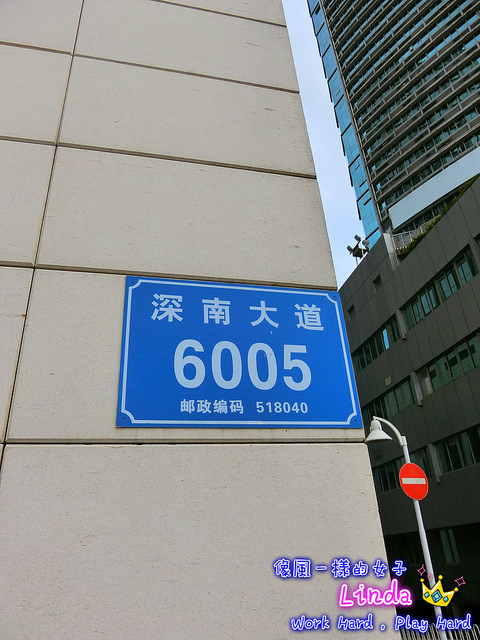 深南大道
6005
邮政编码 518040
像風一樣的女子
Linda
Work Hard , Play Hard